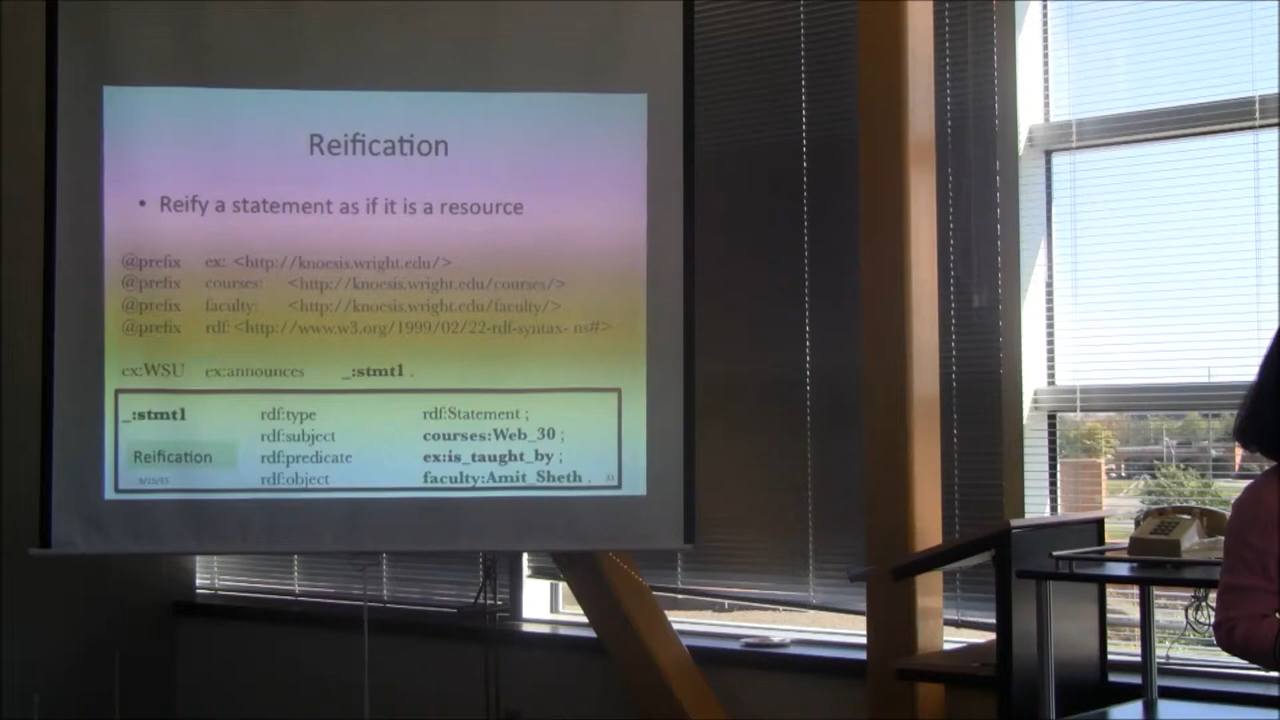 Reification
• Reify a statement as if it is a resource
@prefix ex: <http://knoesis.wright.edu/>
@prefix courses: <http://knoesis.wright.edu/courses/>
@prefix faculty: <http://knoesis.wright.edu/faculty/>
@prefix rdf: <http://www.w3.org/1999/02/22-rdf-syntax- ns#>
ex:WSU ex:announces _:stmt1 .
_:stmt1 rdf:type rdf:Statement ;
rdf:subject courses:Web_30 ;
Reification rdf:predicate ex:is_taught_by ;
rdf:object faculty:Amit_Sheth .